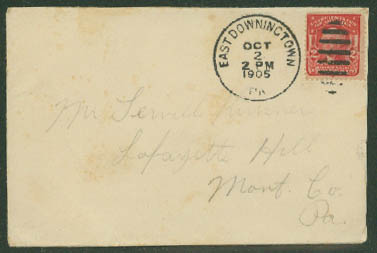 EAST DOWNINGTOWN
OCT
2
2 PM
1905
PA
Mr
Lafayette Hill
Mont. Co.
Pa.